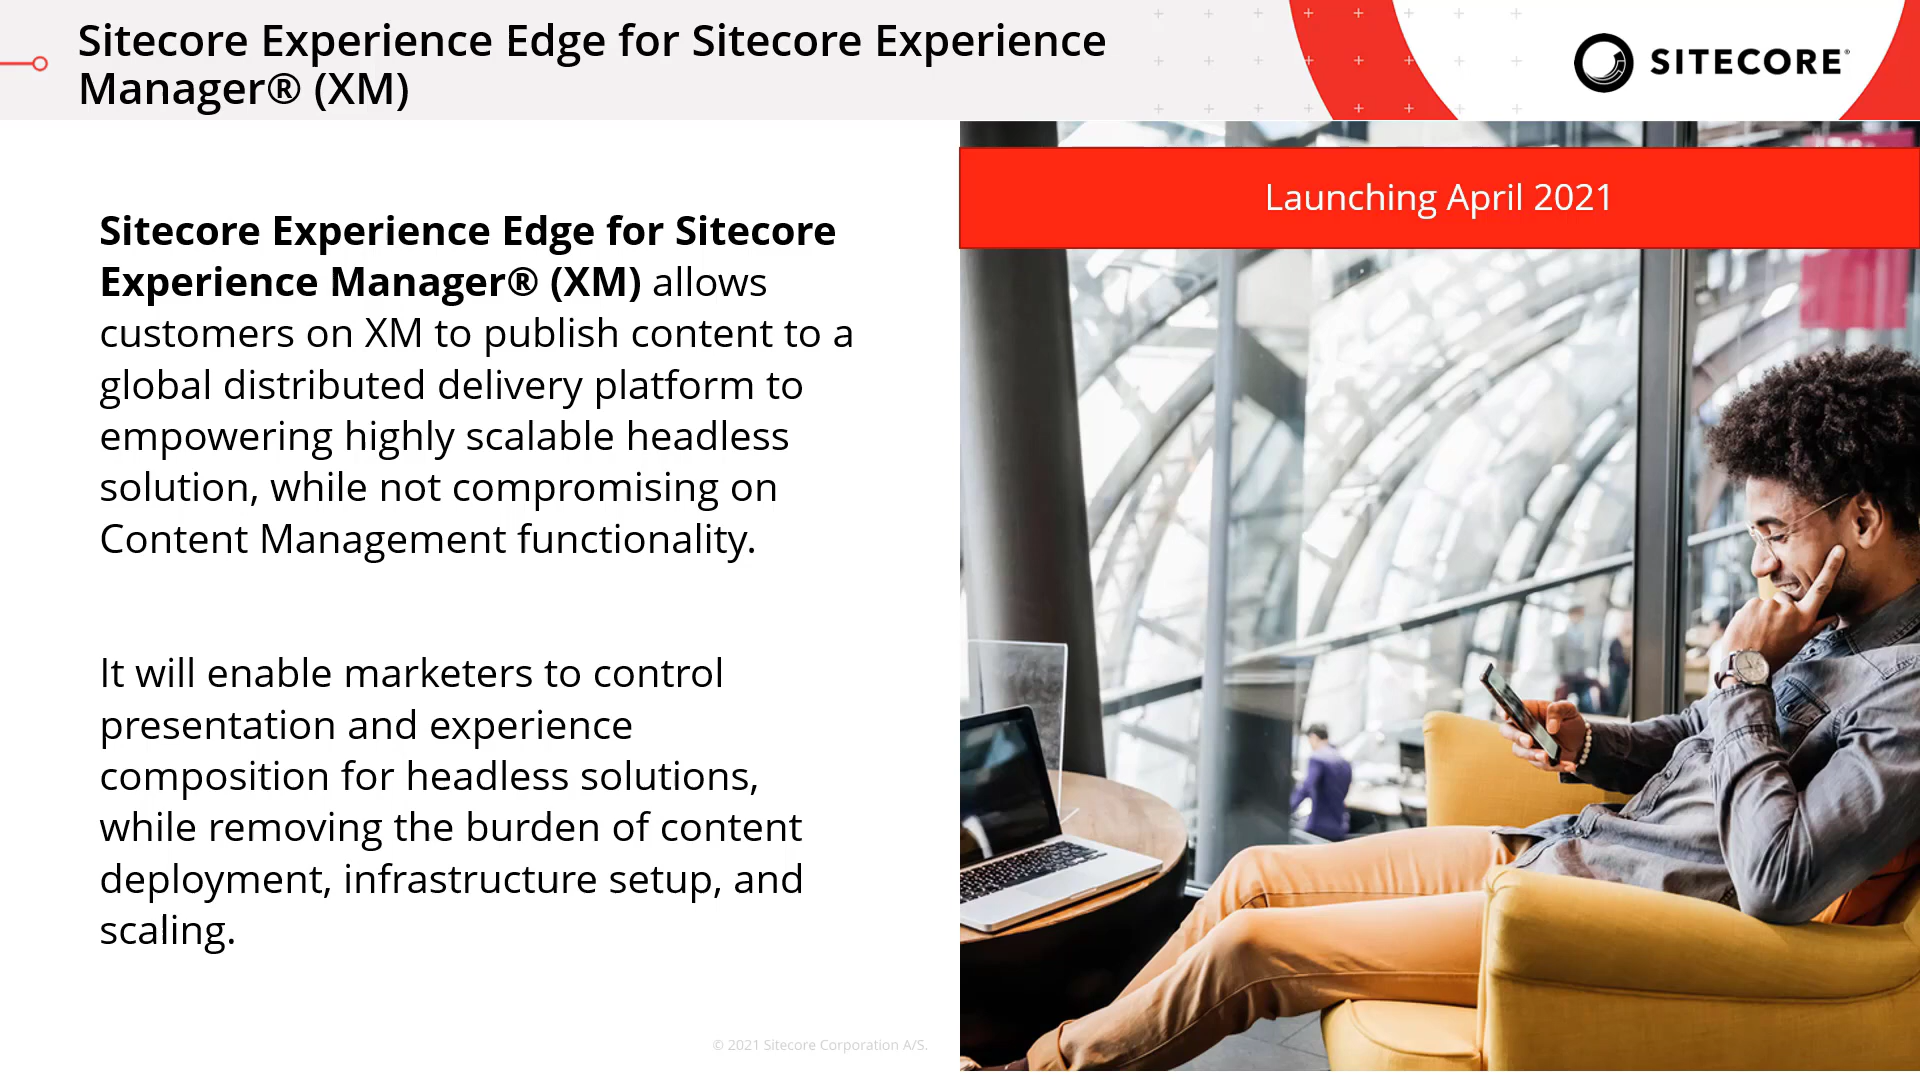 Sitecore Experience Edge for Sitecore Experience
Manager® (XM)
SITECORE®
Launching April 2021
Sitecore Experience Edge for Sitecore
Experience Manager® (XM) allows
customers on XM to publish content to a
global distributed delivery platform to
empowering highly scalable headless
solution, while not compromising on
Content Management functionality.
It will enable marketers to control
presentation and experience
composition for headless solutions,
while removing the burden of content
deployment, infrastructure setup, and
scaling.
© 2021 Sitecore Corporation A/S.